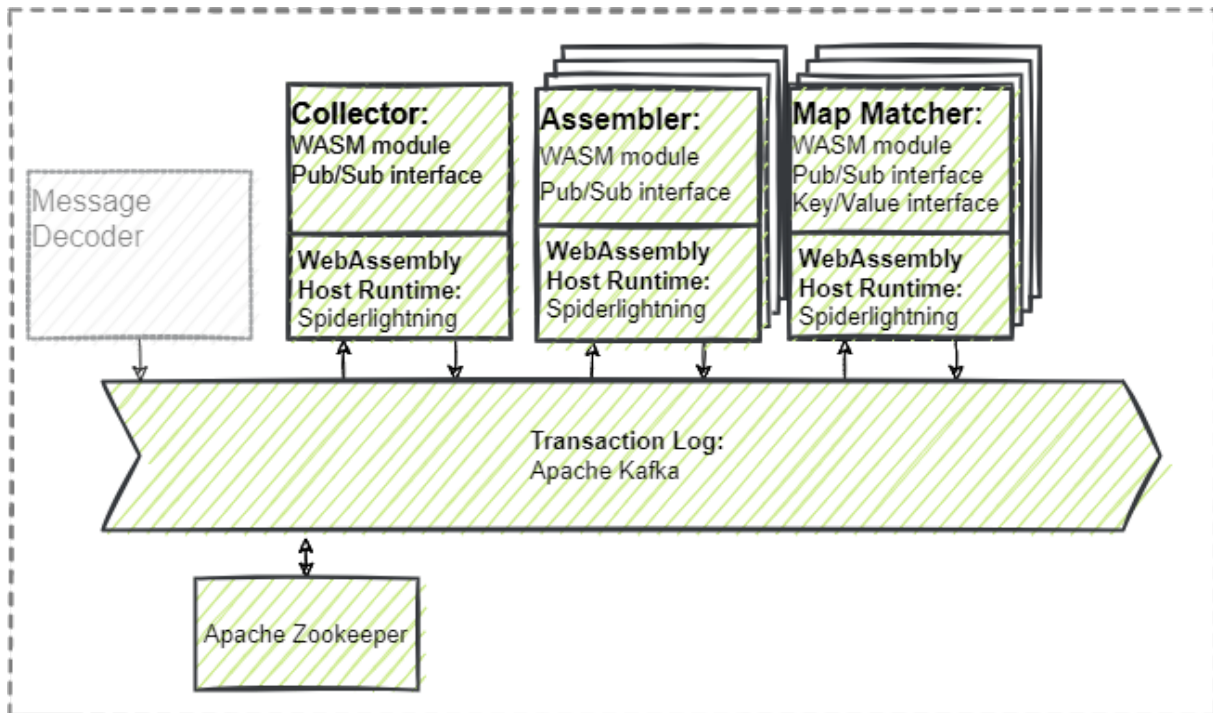 Message
Decoder
Collector:
WASM module
Pub/Sub interface
WebAssembly
Host Runtime:
Spiderlightning
Assembler:
WASM module
Pub/Sub interface
WebAssembly
Host Runtime:
Spiderlightning
Map Matcher:
WASM module
Pub/Sub interface
Key/Value interface
WebAssembly
Host Runtime:
Spiderlightning
Transaction Log:
Apache Kafka
Apache Zookeeper